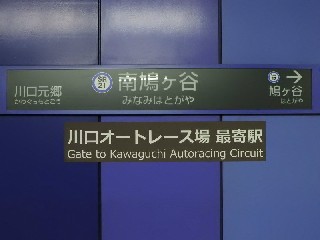 川口元郷
かわぐちもとごう
SR
21
南鳩ヶ谷
みなみはとがや
→
鳩ヶ谷
はとがや
川口オートレース場 最寄駅
Gate to Kawaguchi Autoracing Circuit